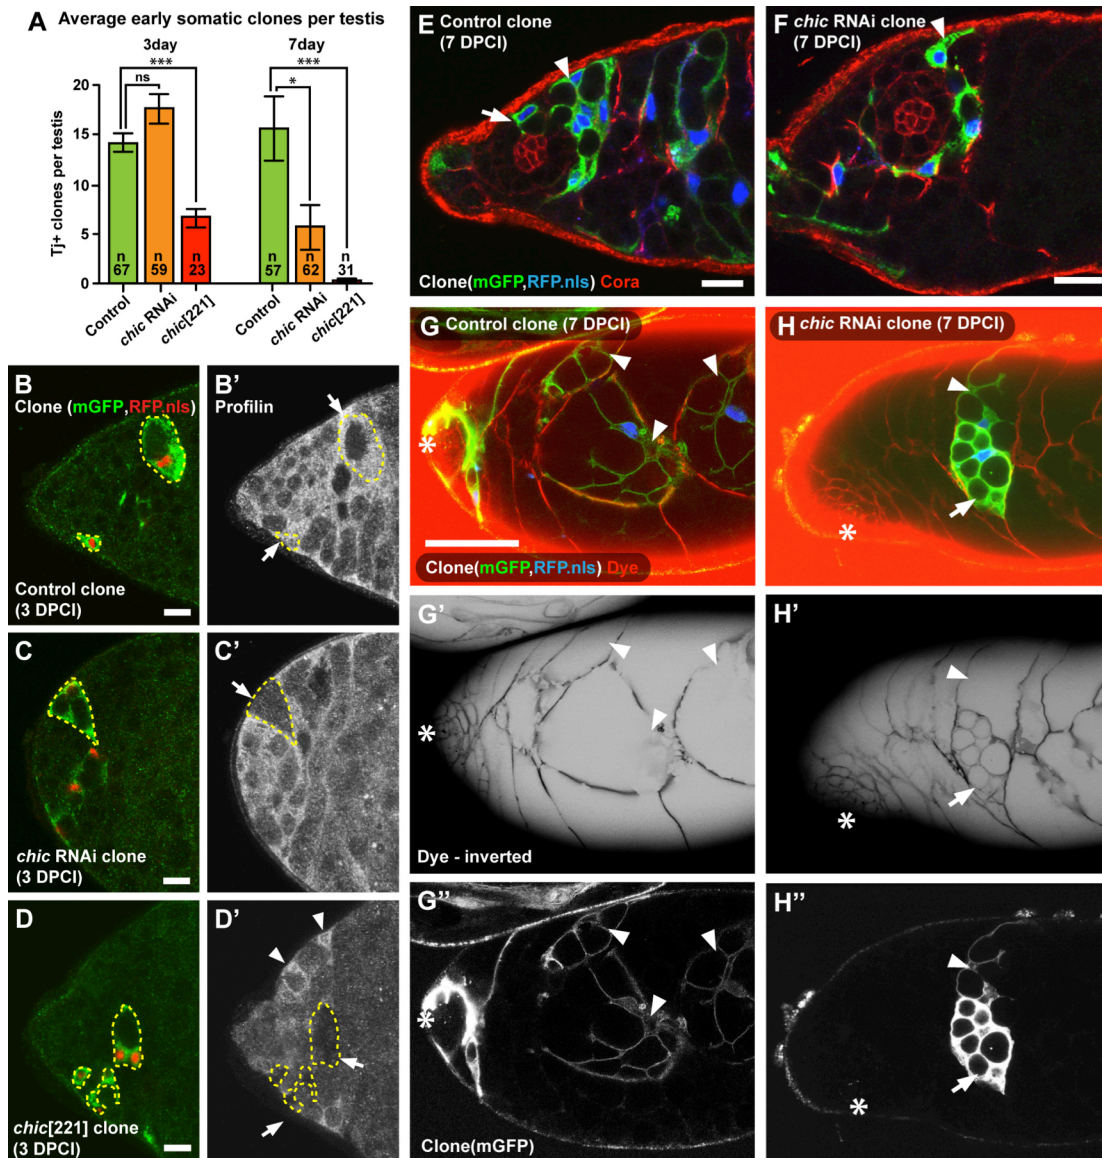 A Average early somatic clones per testis
3day
7day
***
ns
***
*
Tj+ clones per testis
20
15
10
5
0
n
67
n
59
n
23
n
57
n
62
n
31
Control
chic RNAi
chic[221]
Control
chic RNAi
chic[221]
B
Clone (mGFP,RFP.nls)
Control clone
(3 DPCI)
B’
Profilin
C
chic RNAi clone
(3 DPCI)
C’
D
chic[221] clone
(3 DPCI)
D’
E Control clone
(7 DPCI)
Clone(mGFP,RFP.nls) Cora
F chic RNAi clone
(7 DPCI)
G Control clone (7 DPCI)
*
Clone(mGFP,RFP.nls) Dye
H chic RNAi clone (7 DPCI)
*
G’
*
Dye - inverted
H’
*
G’’
*
Clone(mGFP)
H’’
*